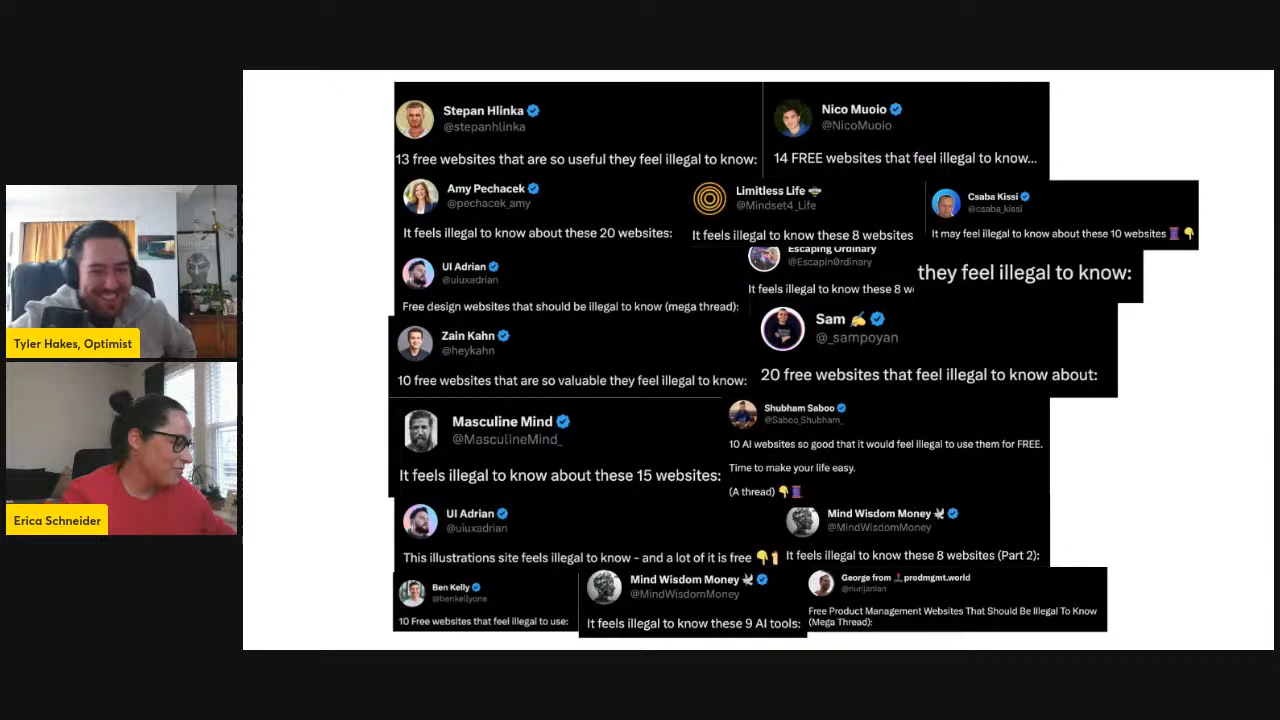 Stepan Hlinka
@stepanhlinka
13 free websites that are so useful they feel illegal to know:
Nico Muoio
@NicoMuoio
14 FREE websites that feel illegal to know...
Amy Pechacek
@pechacek_amy
It feels illegal to know about these 20 websites:
Limitless Life
@Mindset4_Life
It feels illegal to know these 8 websites
Csaba Kissi
@csaba_kissi
It may feel illegal to know about these 10 websites 🧵👇
UI Adrian
@uiuxadrian
Free design websites that should be illegal to know (mega thread):
Escaping Ordinary
@Escapin0rdinary
It feels illegal to know these 8 w
they feel illegal to know:
Zain Kahn
@heykahn
10 free websites that are so valuable they feel illegal to know:
Sam ✍️
@_sampoyan
20 free websites that feel illegal to know about:
Masculine Mind
@MasculineMind_
It feels illegal to know about these 15 websites:
Shubham Saboo
@Saboo_Shubham_
10 AI websites so good that it would feel illegal to use them for FREE.
Time to make your life easy.
(A thread) 👇🧵
UI Adrian
@uiuxadrian
This illustrations site feels illegal to know - and a lot of it is free
Mind Wisdom Money
@MindWisdomMoney
It feels illegal to know these 8 websites (Part 2):
Ben Kelly
@benkellyone
10 Free websites that feel illegal to use:
Mind Wisdom Money
@MindWisdomMoney
It feels illegal to know these 9 AI tools:
George from prodmgmt.world
@nurijanian
Free Product Management Websites That Should Be Illegal To Know
(Mega Thread):
Tyler Hakes, Optimist
Erica Schneider